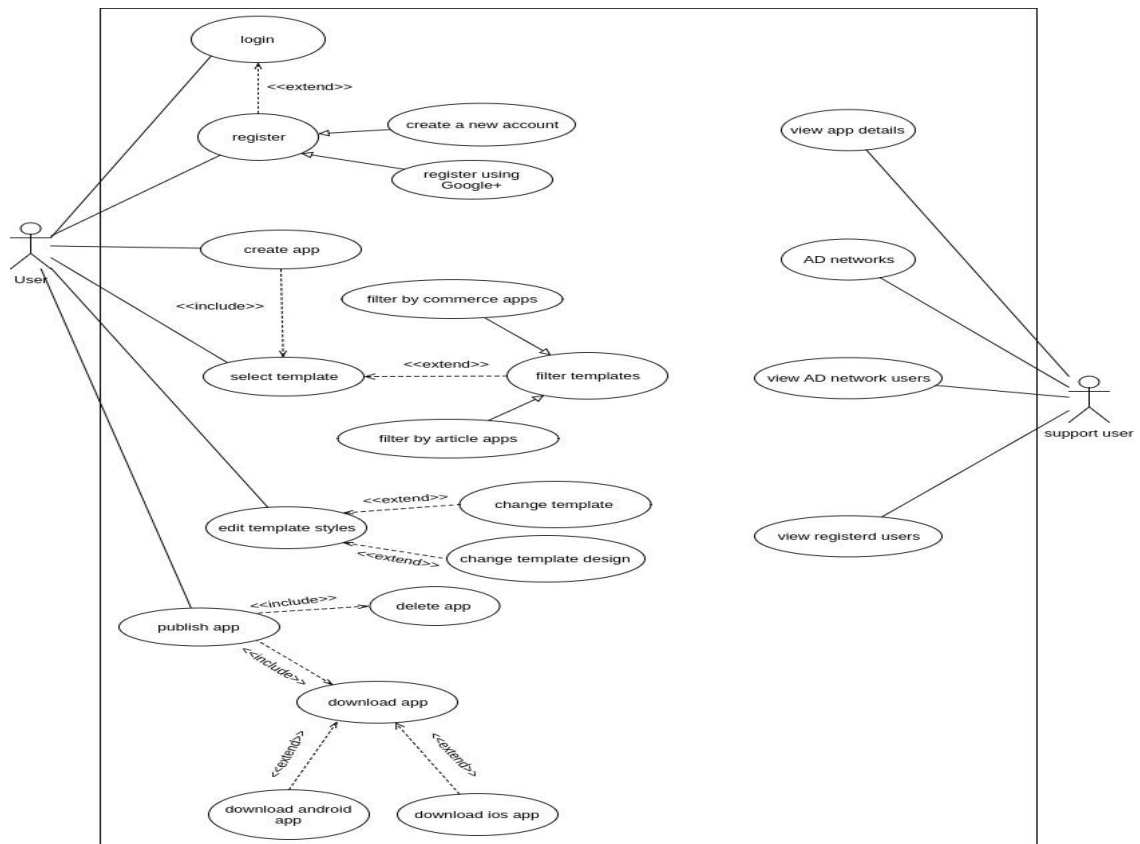 login
<<extend>>
register
create a new account
register using
Google+
view app details
User
create app
<<include>>
filter by commerce apps
AD networks
select template
<<extend>>
filter templates
view AD network users
filter by article apps
support user
<<extend>>
change template
edit template styles
<<extend>>
change template design
view registerd users
<<include>>
delete app
publish app
<<include>>
download app
<<extend>>
<<extend>>
download android
app
download ios app